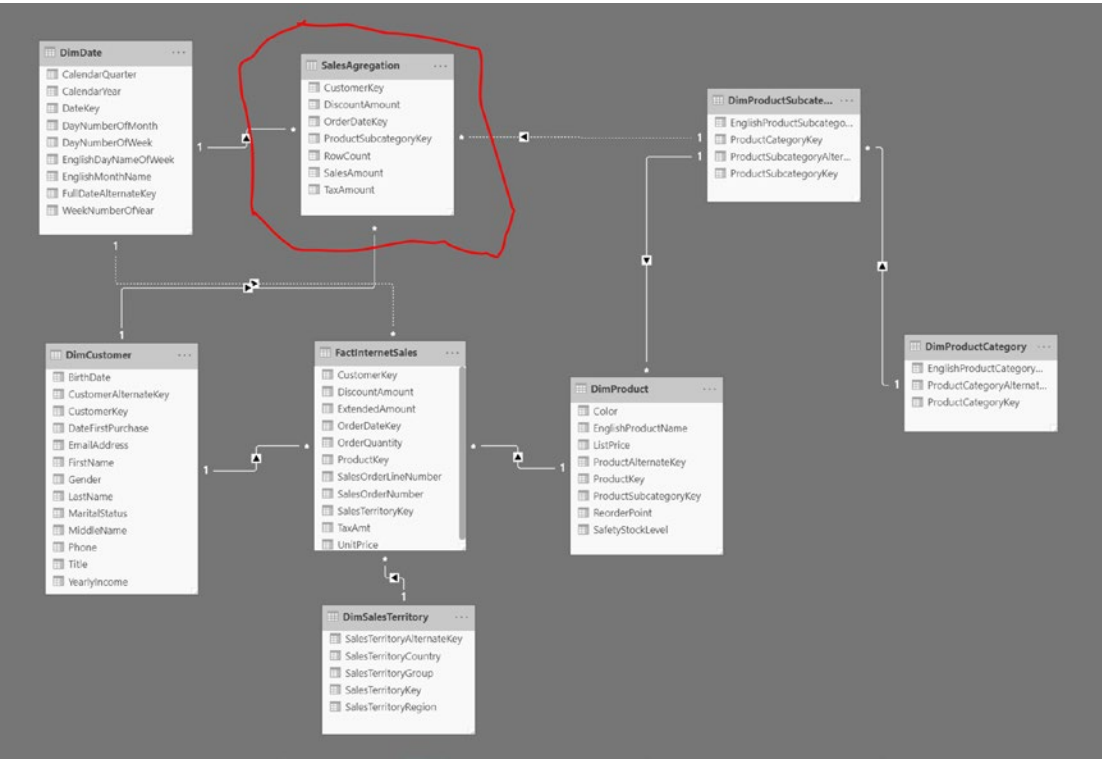 DimDate ...
CalendarQuarter
CalendarYear
DateKey
DayNumberOfMonth
DayNumberOfWeek
EnglishDayNameOfWeek
EnglishMonthName
FullDateAlternateKey
WeekNumberOfYear
1
1
SalesAgregation ...
CustomerKey
DiscountAmount
OrderDateKey
ProductSubcategoryKey
RowCount
SalesAmount
TaxAmount
*
*
*
DimProductSubcate... ...
EnglishProductSubcatego...
ProductCategoryKey
ProductSubcategoryAlter...
ProductSubcategoryKey
1
1
*
DimCustomer ...
BirthDate
CustomerAlternateKey
CustomerKey
DateFirstPurchase
EmailAddress
FirstName
Gender
LastName
MaritalStatus
MiddleName
Phone
Title
YearlyIncome
1
1
FactInternetSales ...
CustomerKey
DiscountAmount
ExtendedAmount
OrderDateKey
OrderQuantity
ProductKey
SalesOrderLineNumber
SalesOrderNumber
SalesTerritoryKey
TaxAmt
UnitPrice
*
*
*
*
DimProduct ...
Color
EnglishProductName
ListPrice
ProductAlternateKey
ProductKey
ProductSubcategoryKey
ReorderPoint
SafetyStockLevel
*
1
DimProductCategory ...
EnglishProductCategory...
ProductCategoryAlternat...
ProductCategoryKey
1
DimSalesTerritory ...
SalesTerritoryAlternateKey
SalesTerritoryCountry
SalesTerritoryGroup
SalesTerritoryKey
SalesTerritoryRegion
1